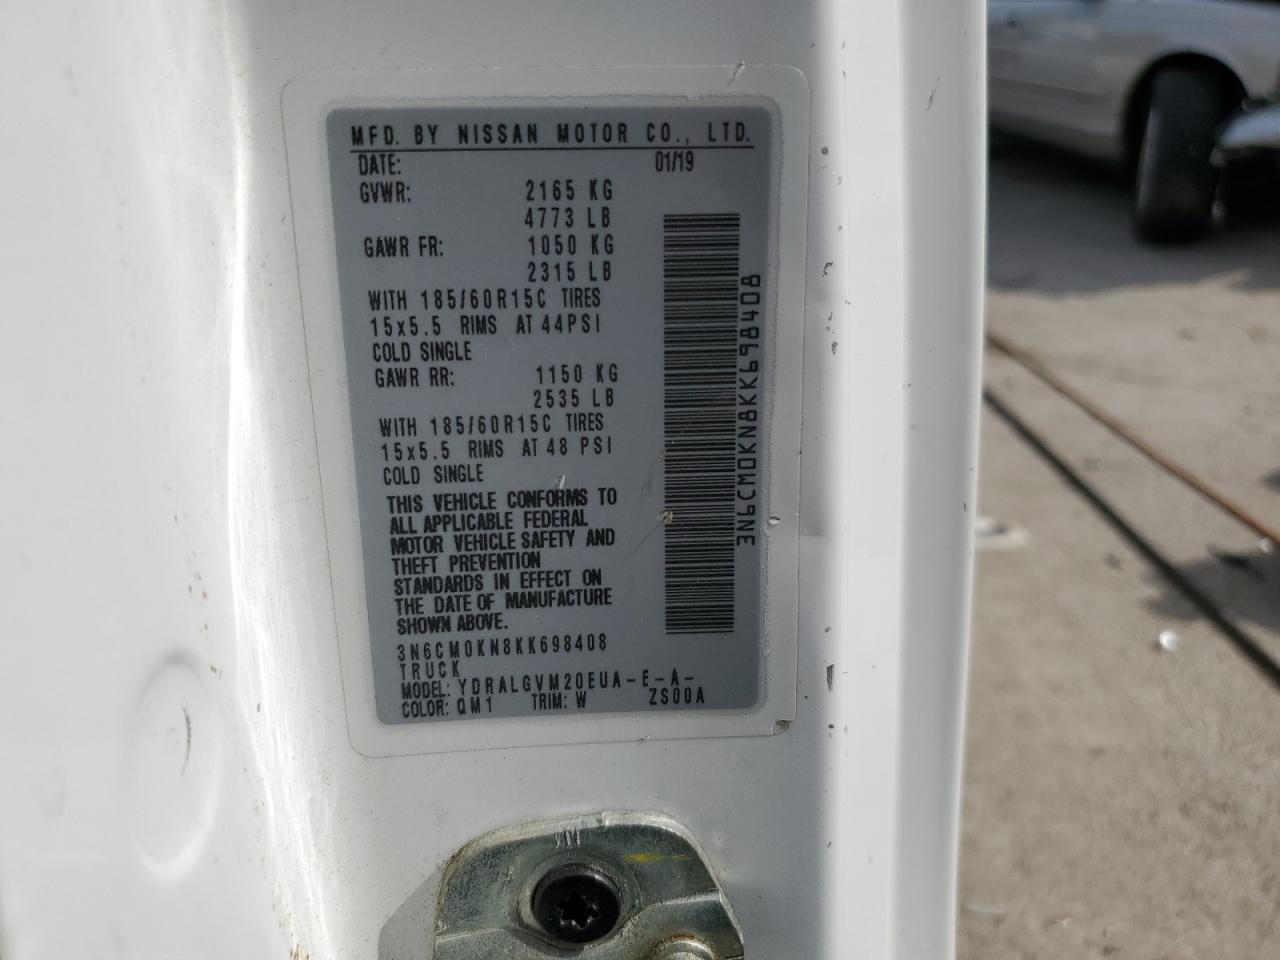 MFD. BY NISSAN MOTOR CO., LTD.
DATE: 01/19
GVWR: 2165 KG
4773 LB
GAWR FR: 1050 KG
2315 LB
WITH 185/60R15C TIRES
15x5.5 RIMS AT 44PSI
COLD SINGLE
GAWR RR: 1150 KG
2535 LB
WITH 185/60R15C TIRES
15x5.5 RIMS AT 48 PSI
COLD SINGLE
THIS VEHICLE CONFORMS TO
ALL APPLICABLE FEDERAL
MOTOR VEHICLE SAFETY AND
THEFT PREVENTION
STANDARDS IN EFFECT ON
THE DATE OF MANUFACTURE
SHOWN ABOVE.
3N6CM0KN8KK698408
TRUCK
MODEL: YDRALGVM20EUA-E-A-
COLOR: QM1 TRIM: W ZS00A
3N6CM0KN8KK698408